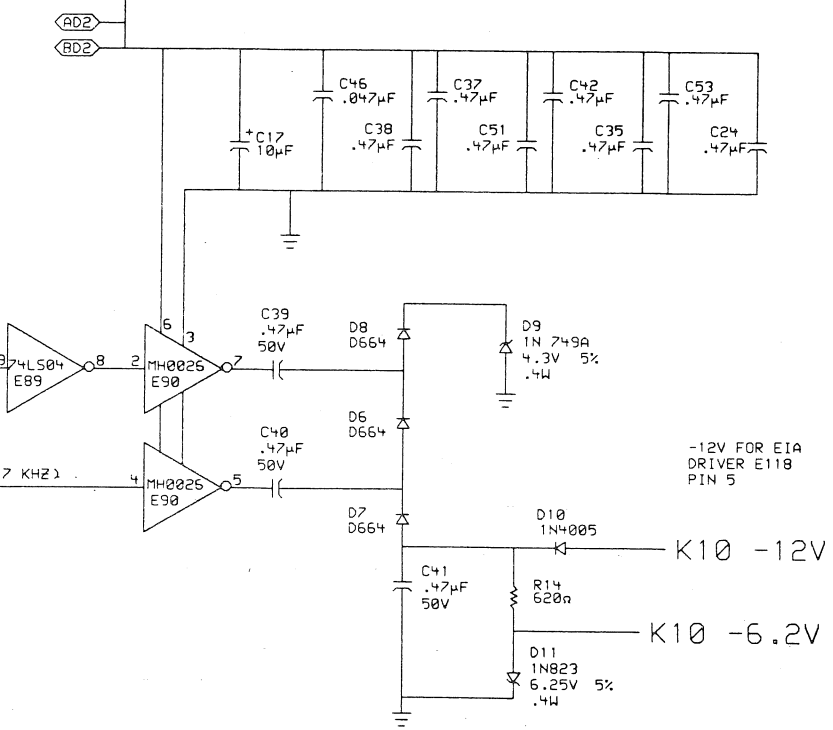 AD2
BD2
C46
.047µF
C37
.47µF
C42
.47µF
C53
.47µF
+C17
10µF
C38
.47µF
C51
.47µF
C35
.47µF
C24
.47µF
6
3
C39
.47µF
50V
D8
D664
D9
1N 749A
4.3V 5%
.4W
9
74LS04
E89
8
2
MH0026
E90
7
D6
D664
C40
.47µF
50V
-12V FOR EIA
DRIVER E118
PIN 5
7 KHZ)
4
MH0026
E90
5
D7
D664
D10
1N4005
K10 -12V
C41
.47µF
50V
R14
620Ω
K10 -6.2V
D11
1N823
6.25V 5%
.4W